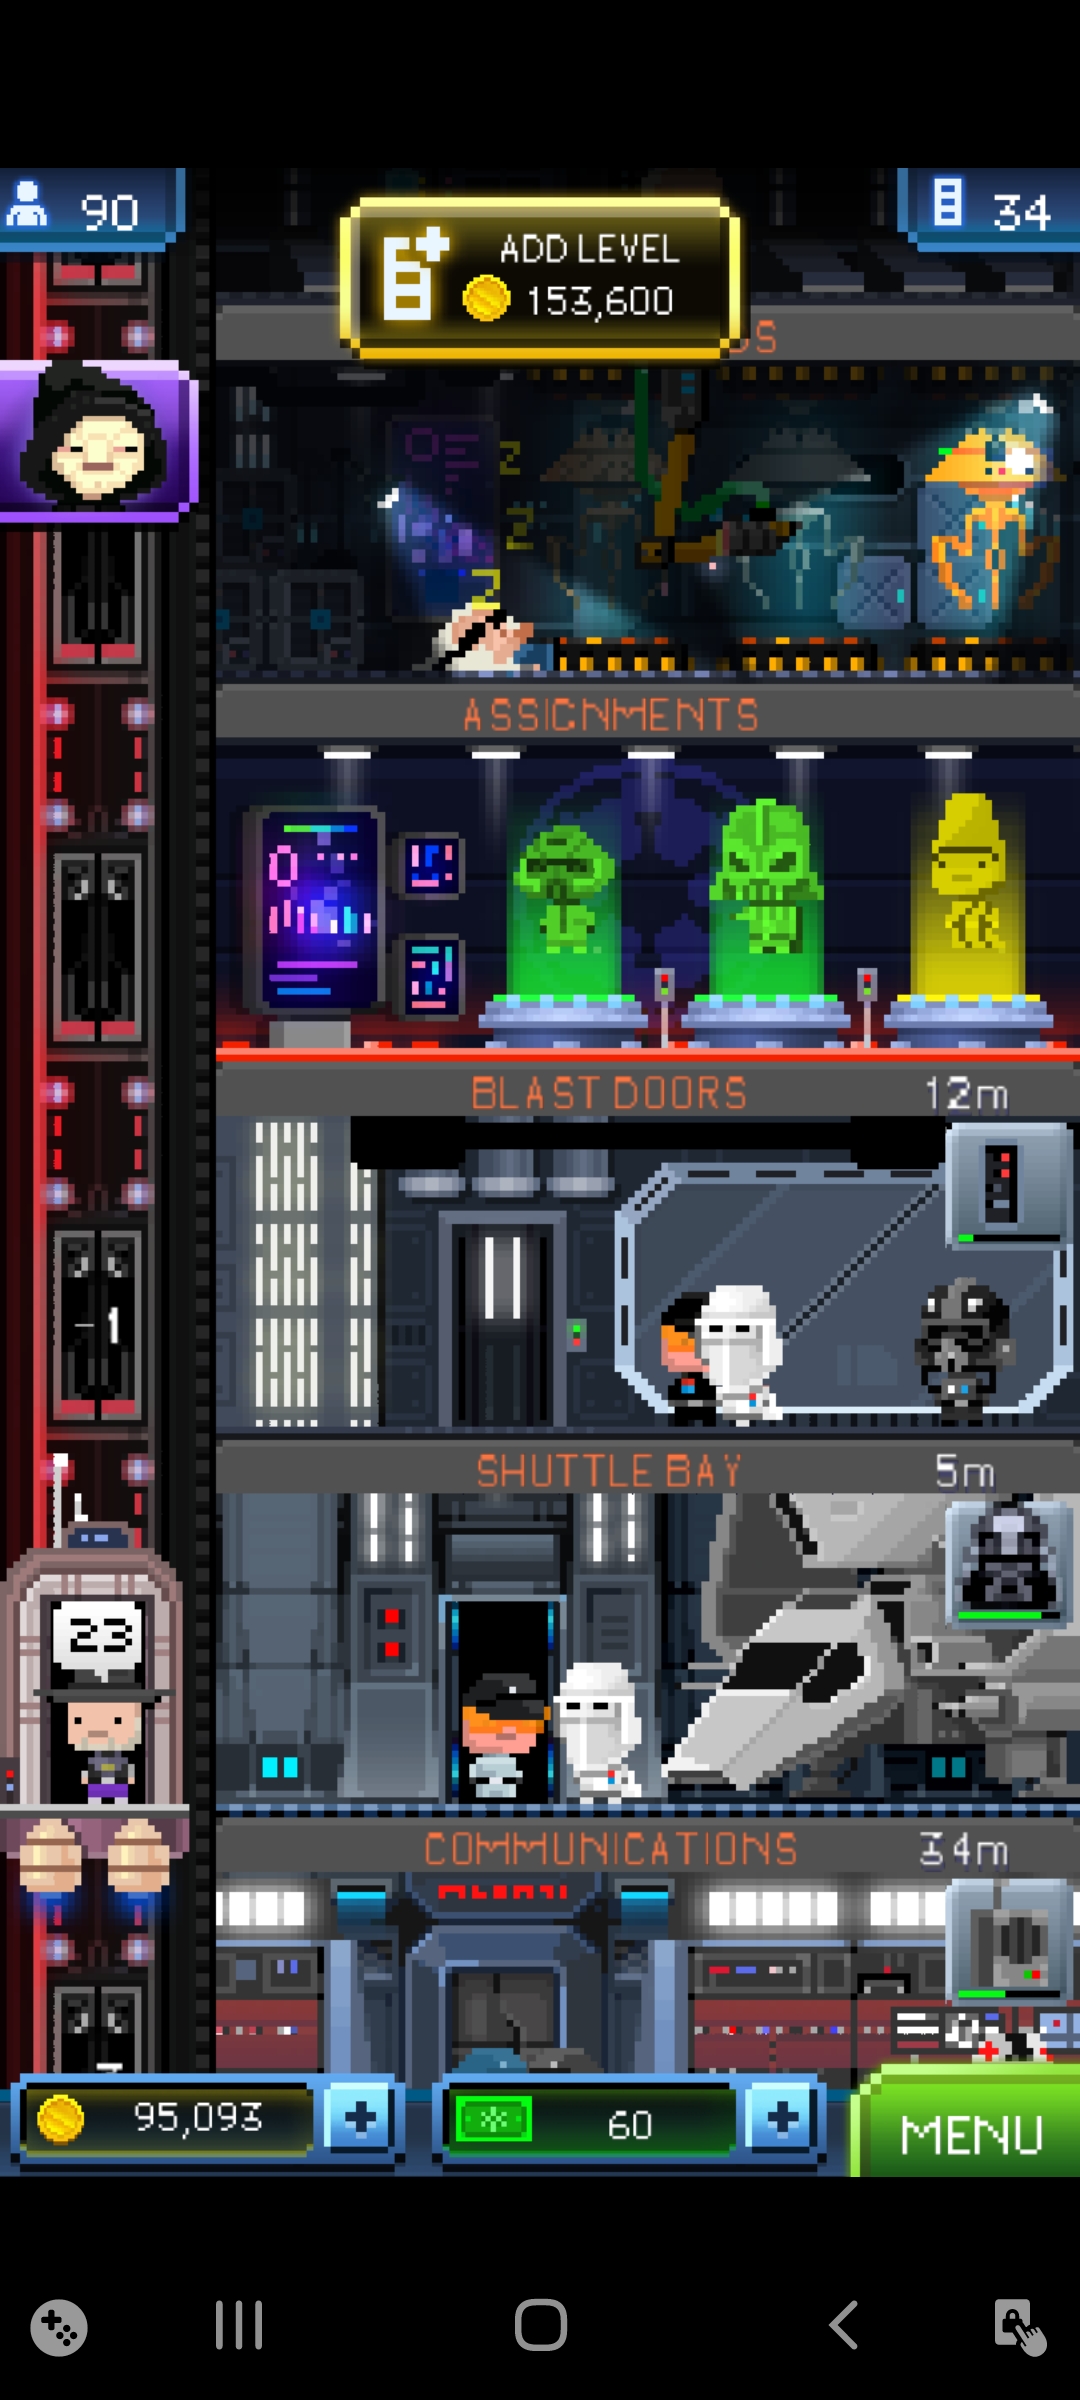 90
ADD LEVEL
153,600
34
ASSIGNMENTS
BLAST DOORS 12m
-1
SHUTTLE BAY 5m
23
COMMUNICATIONS 34m
95,093
60
MENU